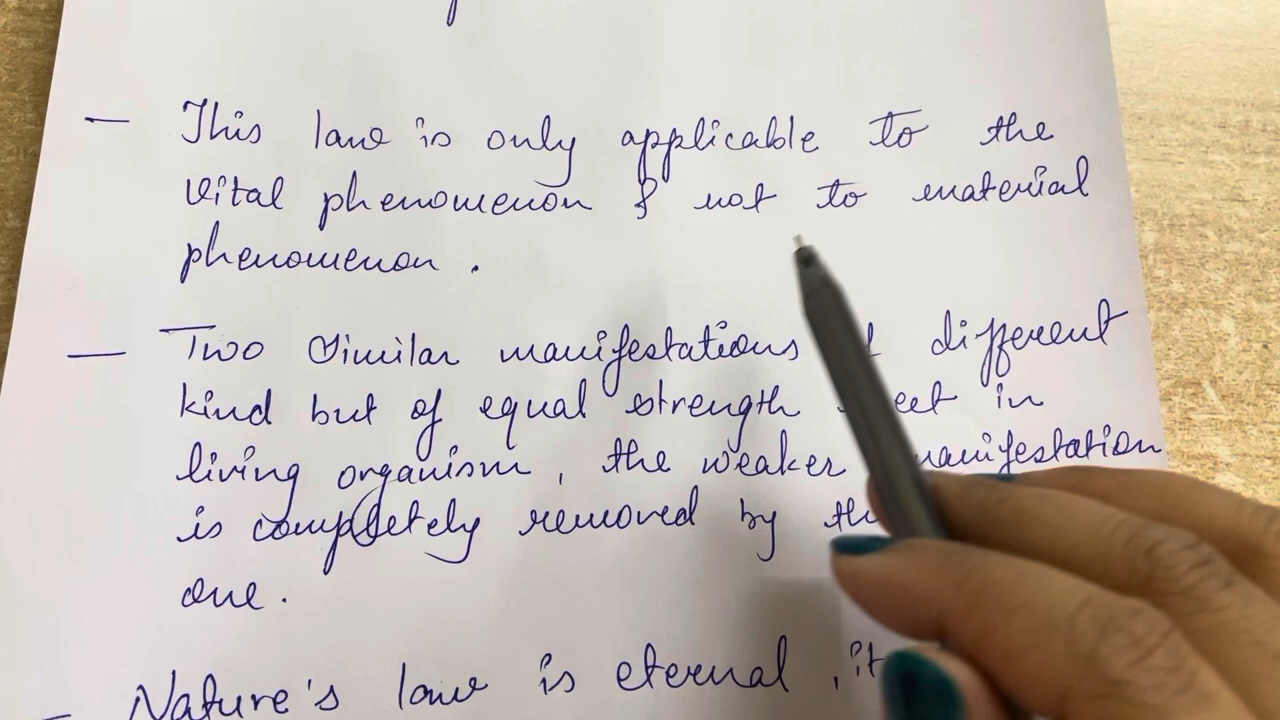 - This law is only applicable to the
vital phenomenon & not to material
phenomenon.
- Two similar manifestations different
kind but of equal strength in
living organism, the weaker manifestation
is completely removed by
one.
- Nature's law is eternal, it